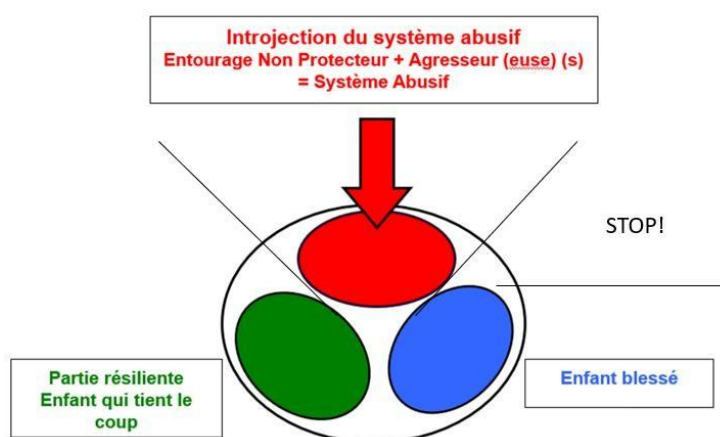 Introjection du système abusif
Entourage Non Protecteur + Agresseur (euse) (s)
= Système Abusif
STOP!
Partie résiliente
Enfant qui tient le
coup
Enfant blessé